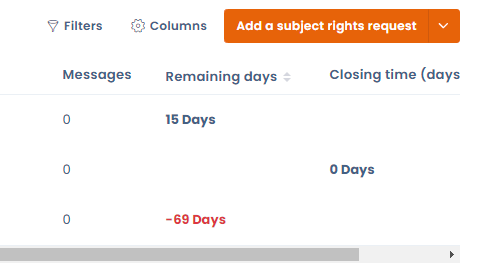 Filters Columns Add a subject rights request
Messages Remaining days Closing time (days
0 15 Days
0 0 Days
0 -69 Days